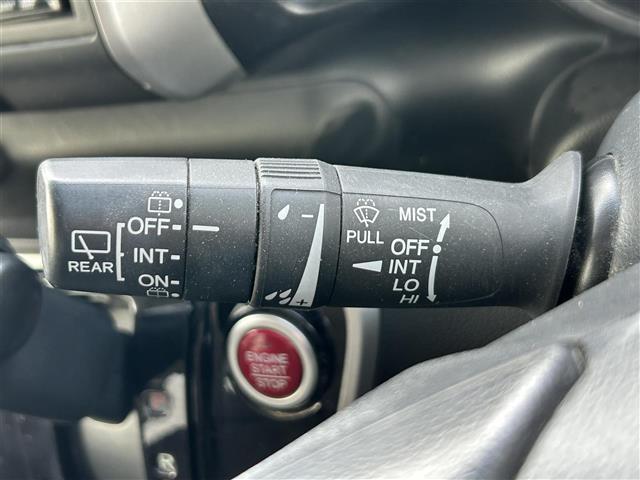 REAR
OFF
INT
ON
−
+
PULL
MIST
OFF
INT
LO
HI
ENGINE
START
STOP
R